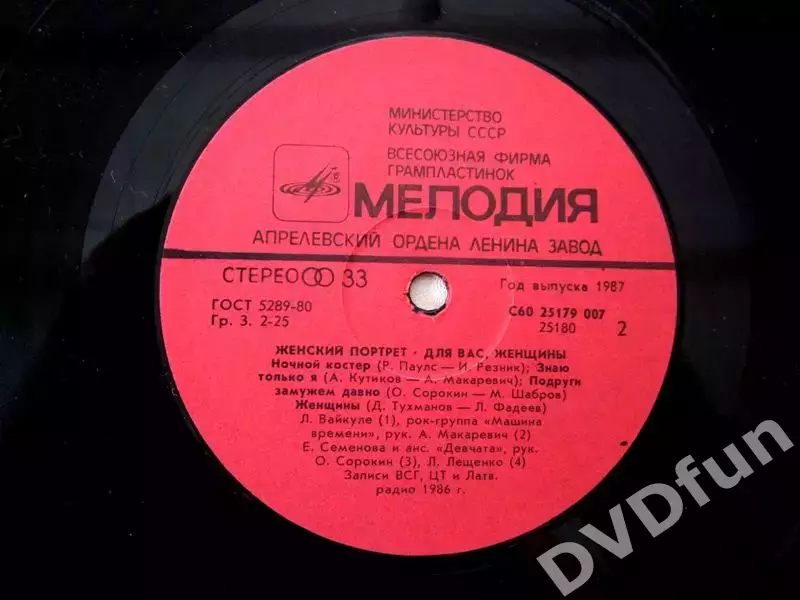 МИНИСТЕРСТВО
КУЛЬТУРЫ СССР
ВСЕСОЮЗНАЯ ФИРМА
ГРАМПЛАСТИНОК
МЕЛОДИЯ
АПРЕЛЕВСКИЙ ОРДЕНА ЛЕНИНА ЗАВОД
СТЕРЕО 33
Год выпуска 1987
ГОСТ 5289-80
Гр. 3. 2-25
С60 25179 007
25180 2
ЖЕНСКИЙ ПОРТРЕТ · ДЛЯ ВАС, ЖЕНЩИНЫ
Ночной костер (Р. Паулс — И. Резник); Знаю
только я (А. Кутиков — А. Макаревич); Подруги
замужем давно (О. Сорокин — М. Шабров)
Женщины (Д. Тухманов — Л. Фадеев)
Л. Вайкуле (1), рок-группа «Машина
времени», рук. А. Макаревич (2)
Е. Семенова и анс. «Девчата», рук.
О. Сорокин (3), Л. Лещенко (4)
Записи ВСГ, ЦТ и Латв.
радио 1986 г.
DVDfun